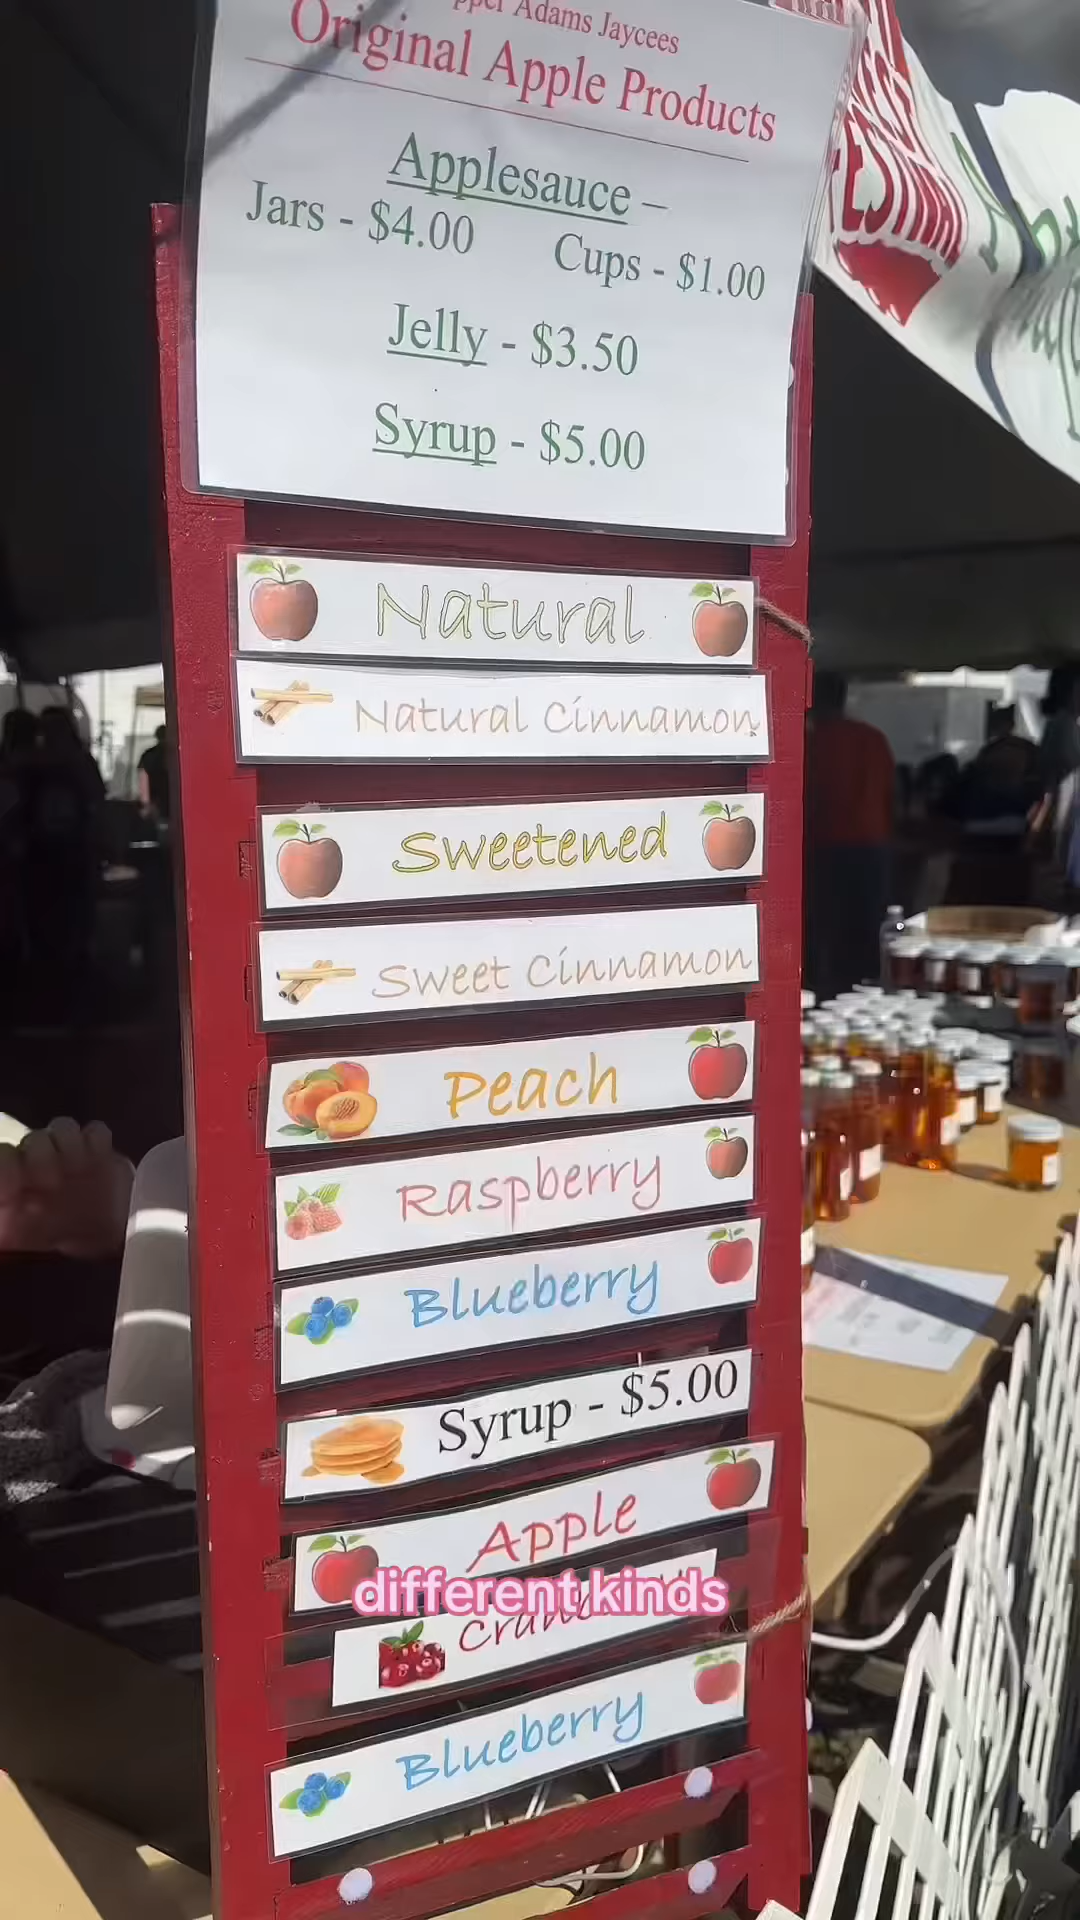 Adams Jaycees
Original Apple Products
Applesauce –
Jars - $4.00 Cups - $1.00
Jelly - $3.50
Syrup - $5.00
Natural
Natural Cinnamon
Sweetened
Sweet Cinnamon
Peach
Raspberry
Blueberry
Syrup - $5.00
Apple
different kinds
Blueberry